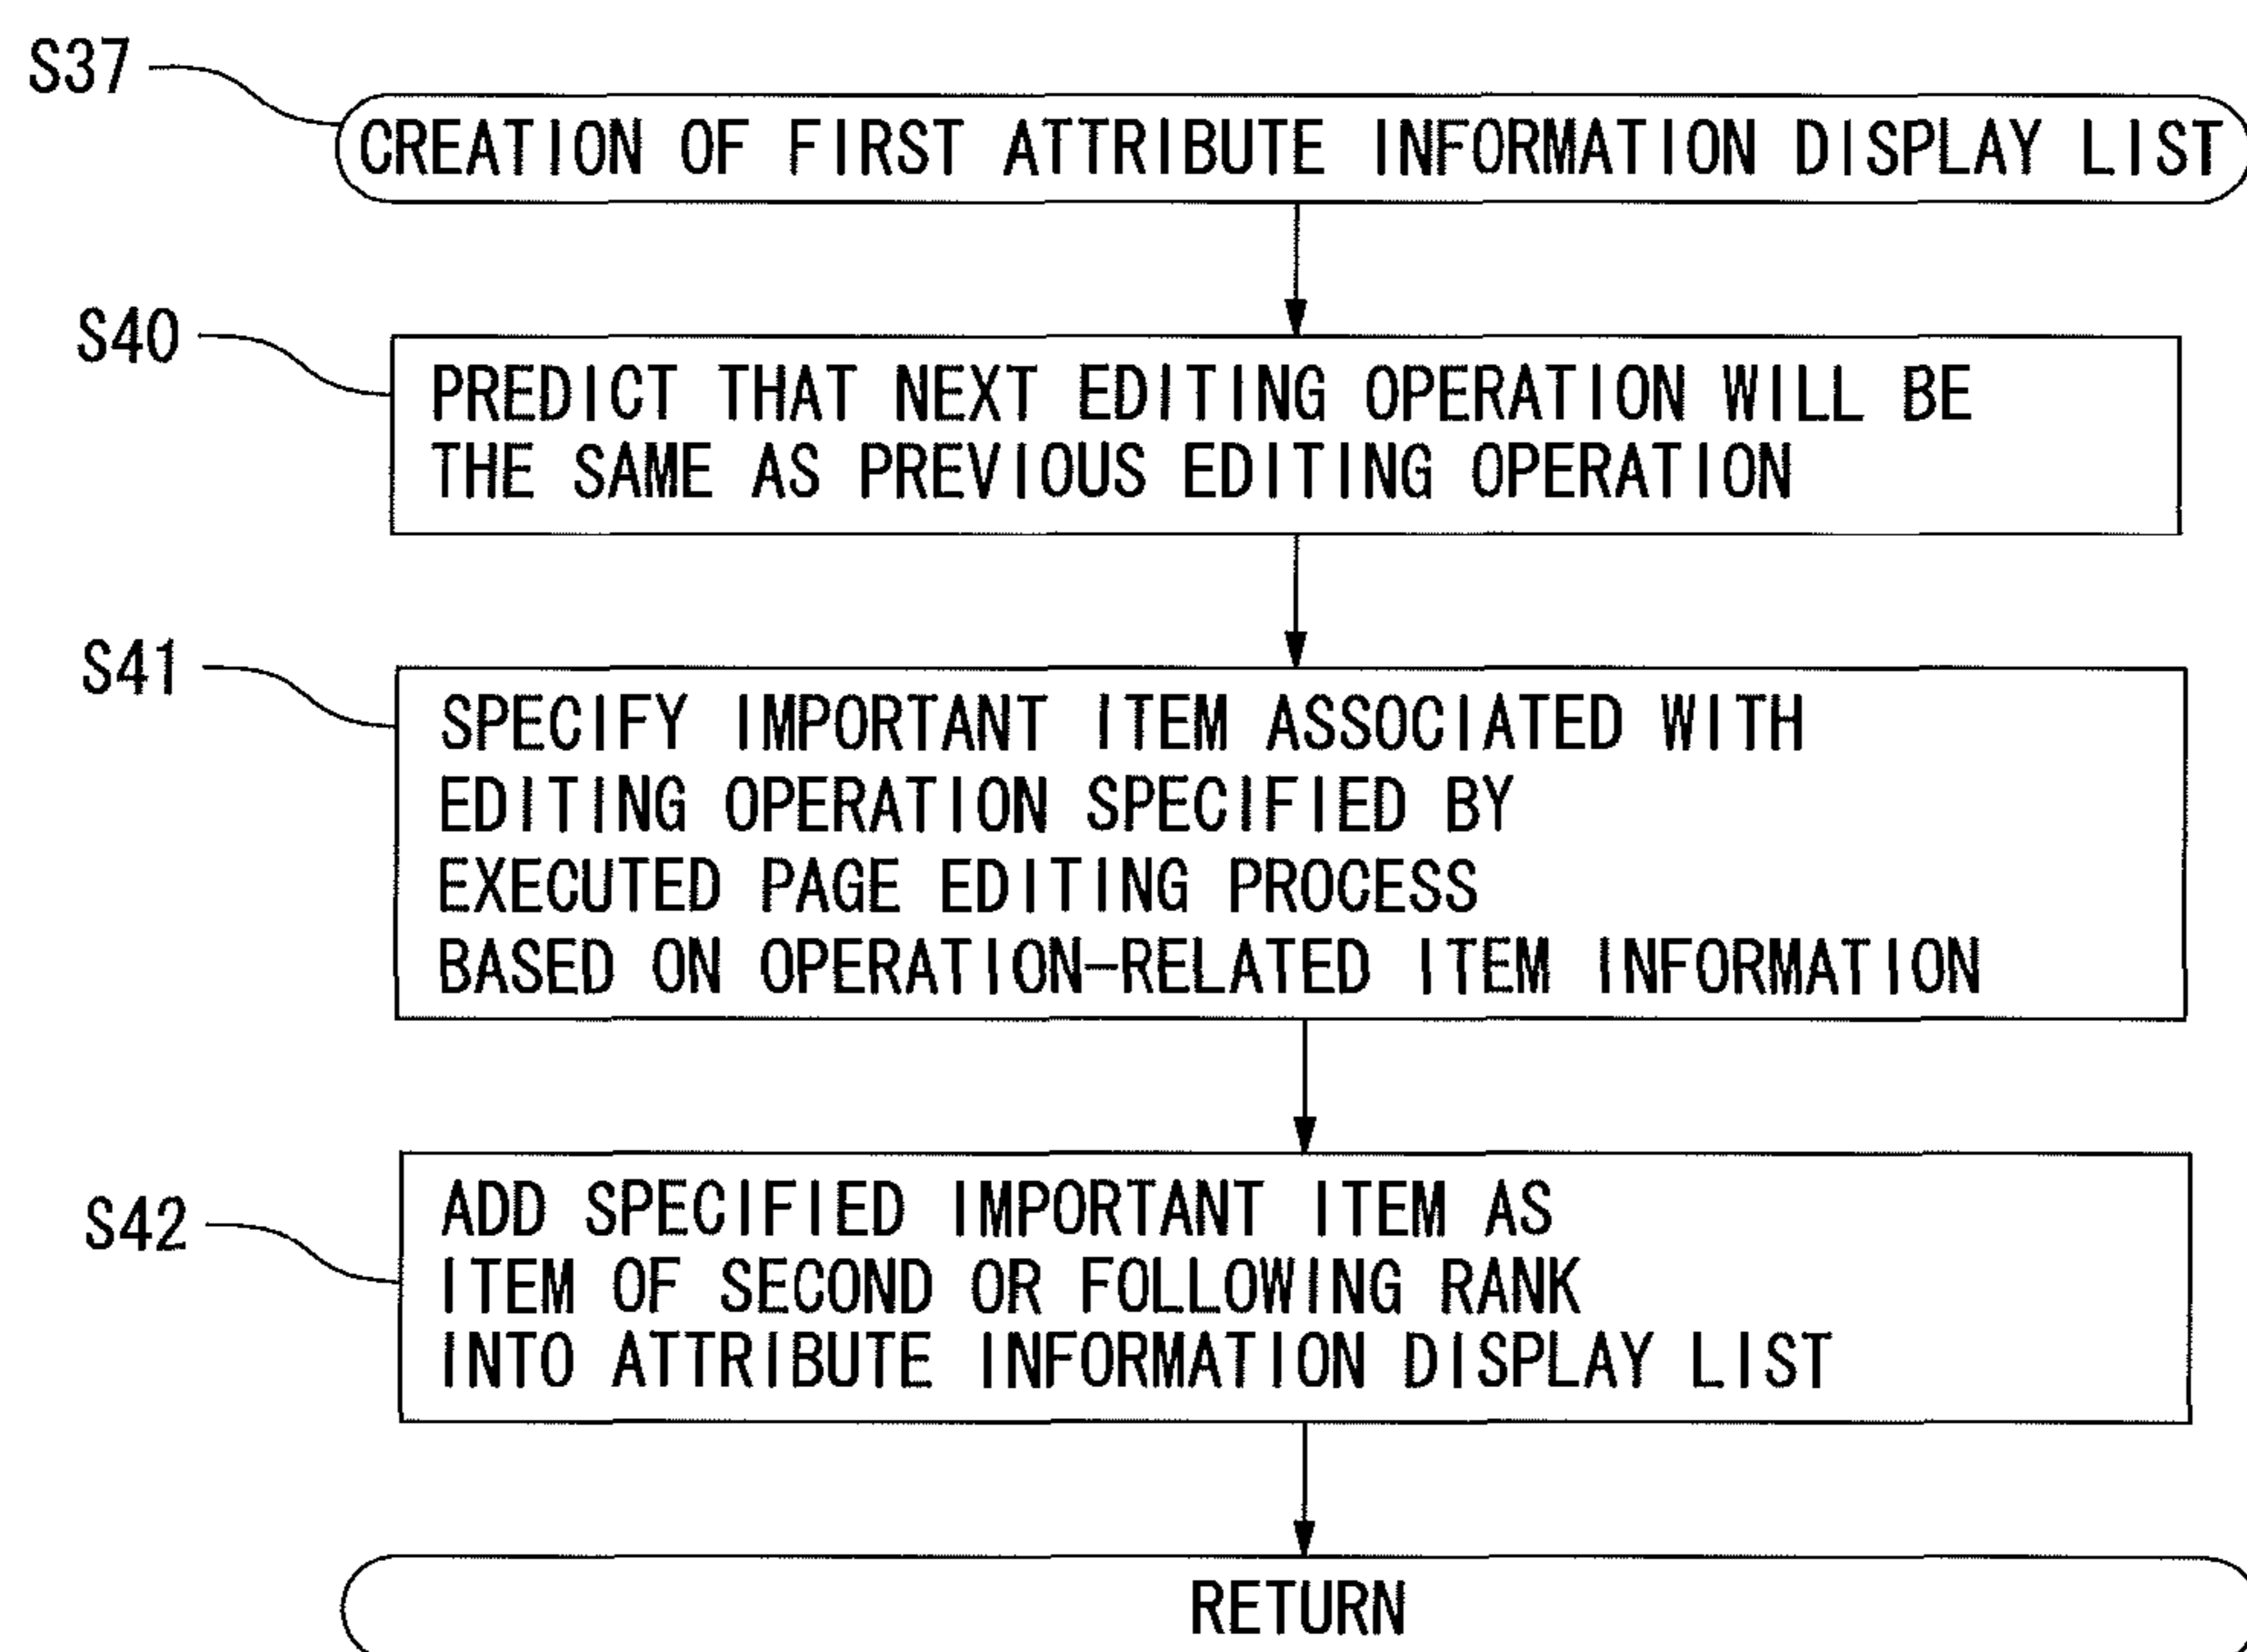 S37
CREATION OF FIRST ATTRIBUTE INFORMATION DISPLAY LIST
S40
PREDICT THAT NEXT EDITING OPERATION WILL BE
THE SAME AS PREVIOUS EDITING OPERATION
S41
SPECIFY IMPORTANT ITEM ASSOCIATED WITH
EDITING OPERATION SPECIFIED BY
EXECUTED PAGE EDITING PROCESS
BASED ON OPERATION-RELATED ITEM INFORMATION
S42
ADD SPECIFIED IMPORTANT ITEM AS
ITEM OF SECOND OR FOLLOWING RANK
INTO ATTRIBUTE INFORMATION DISPLAY LIST
RETURN